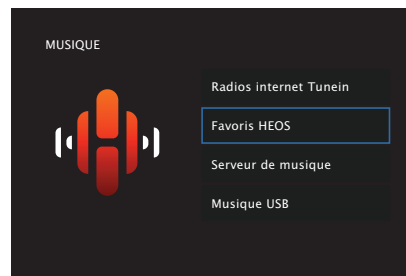 MUSIQUE
Radios internet Tunein
Favoris HEOS
Serveur de musique
Musique USB